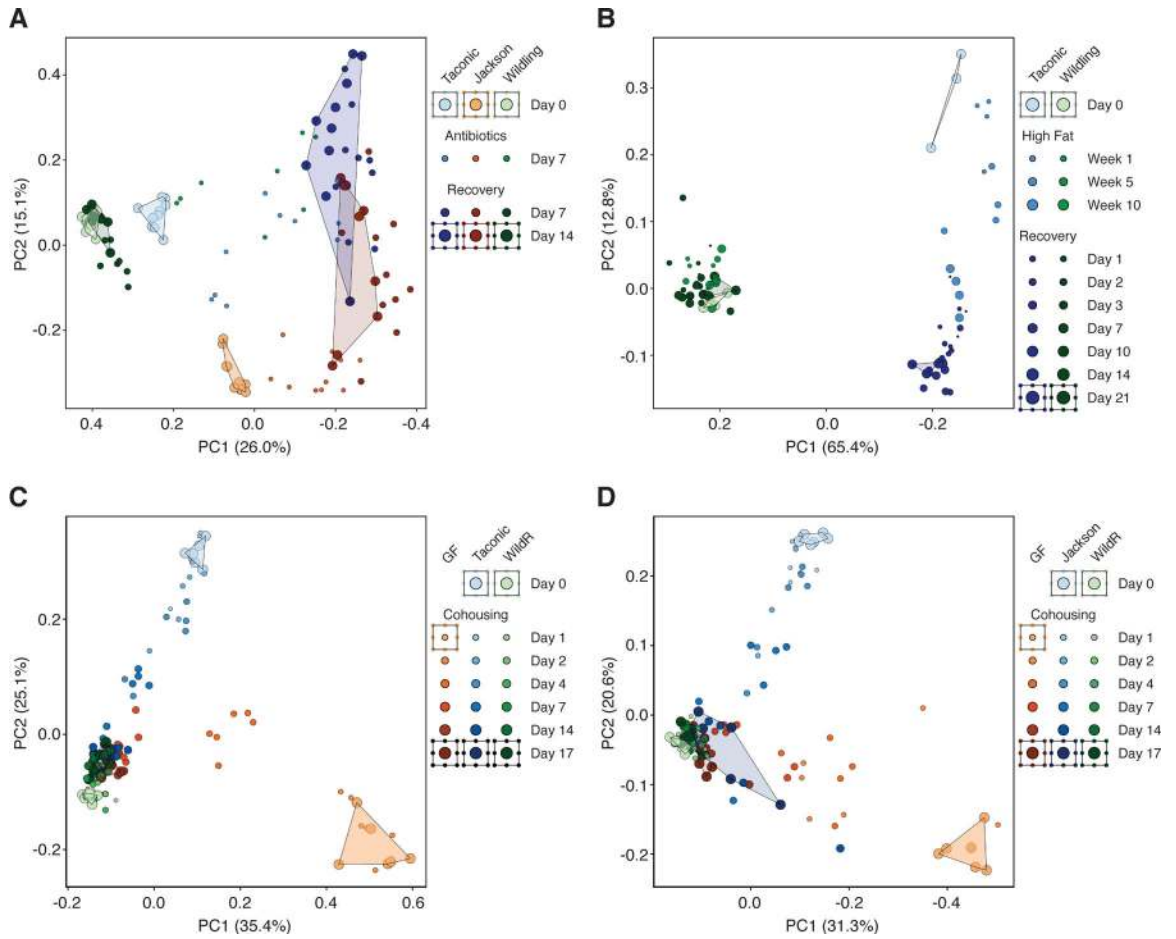 A
Taconic
Jackson
Wildling
Day 0
Antibiotics
Day 7
Recovery
Day 7
Day 14
PC2 (15.1%)
0.4
0.2
0.0
-0.2
0.4 0.2 0.0 -0.2 -0.4
PC1 (26.0%)
B
Taconic
Wildling
Day 0
High Fat
Week 1
Week 5
Week 10
Recovery
Day 1
Day 2
Day 3
Day 7
Day 10
Day 14
Day 21
PC2 (12.8%)
0.3
0.2
0.1
0.0
-0.1
0.2 0.0 -0.2
PC1 (65.4%)
C
GF
Taconic
WildR
Day 0
Cohousing
Day 1
Day 2
Day 4
Day 7
Day 14
Day 17
PC2 (25.1%)
0.2
0.0
-0.2
-0.2 0.0 0.2 0.4 0.6
PC1 (35.4%)
D
GF
Jackson
WildR
Day 0
Cohousing
Day 1
Day 2
Day 4
Day 7
Day 14
Day 17
PC2 (20.6%)
0.2
0.1
0.0
-0.1
-0.2
0.0 -0.2 -0.4
PC1 (31.3%)